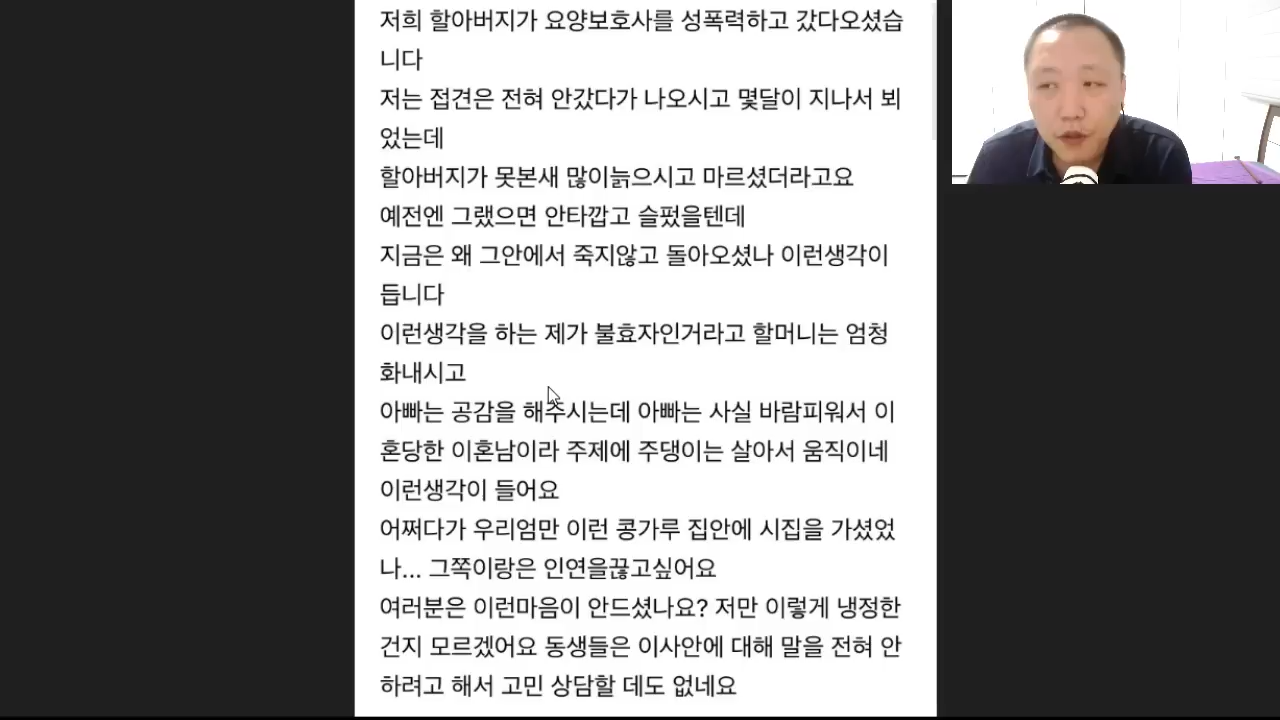 저희 할아버지가 요양보호사를 성폭력하고 갔다오셨습
니다
저는 접견은 전혀 안갔다가 나오시고 몇달이 지나서 뵈
었는데
할아버지가 못본새 많이늙으시고 마르셨더라고요
예전엔 그랬으면 안타깝고 슬펐을텐데
지금은 왜 그안에서 죽지않고 돌아오셨나 이런생각이
듭니다
이런생각을 하는 제가 불효자인거라고 할머니는 엄청
화내시고
아빠는 공감을 해주시는데 아빠는 사실 바람피워서 이
혼당한 이혼남이라 주제에 주댕이는 살아서 움직이네
이런생각이 들어요
어쩌다가 우리엄만 이런 콩가루 집안에 시집을 가셨었
나... 그쪽이랑은 인연을끊고싶어요
여러분은 이런마음이 안드셨나요? 저만 이렇게 냉정한
건지 모르겠어요 동생들은 이사안에 대해 말을 전혀 안
하려고 해서 고민 상담할 데도 없네요